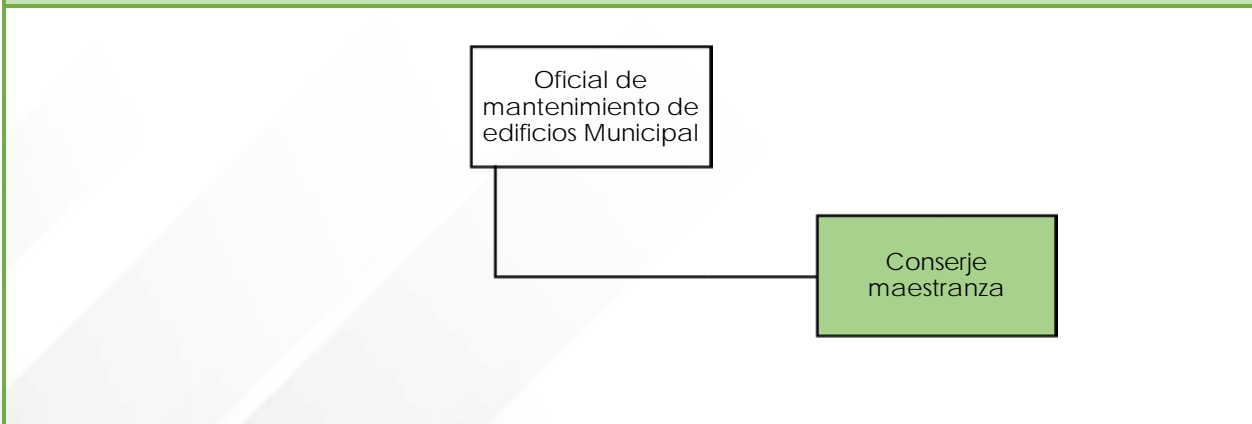 Oficial de
mantenimiento de
edificios Municipal
Conserje
maestranza